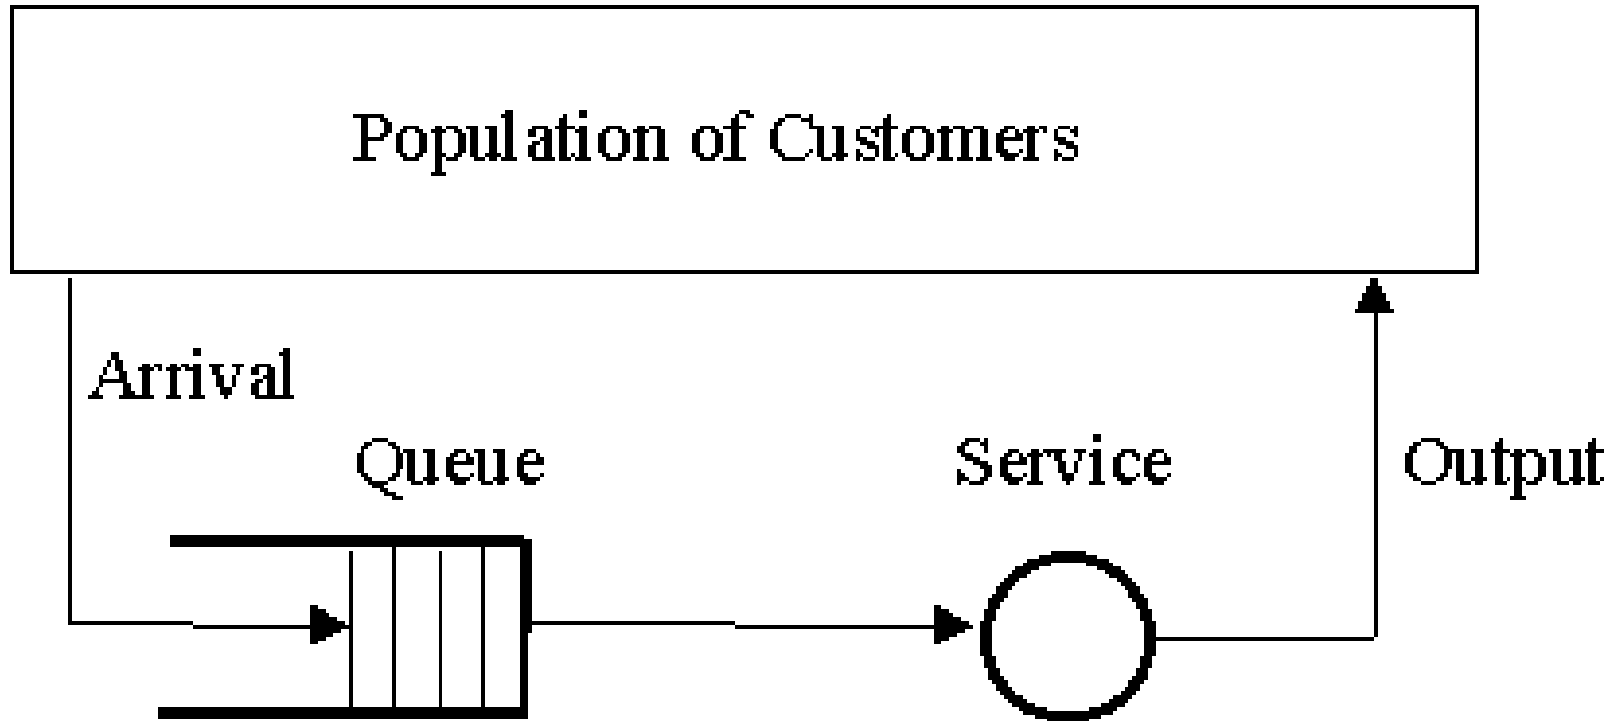 Population of Customers
Arrival
Queue
Service
Output